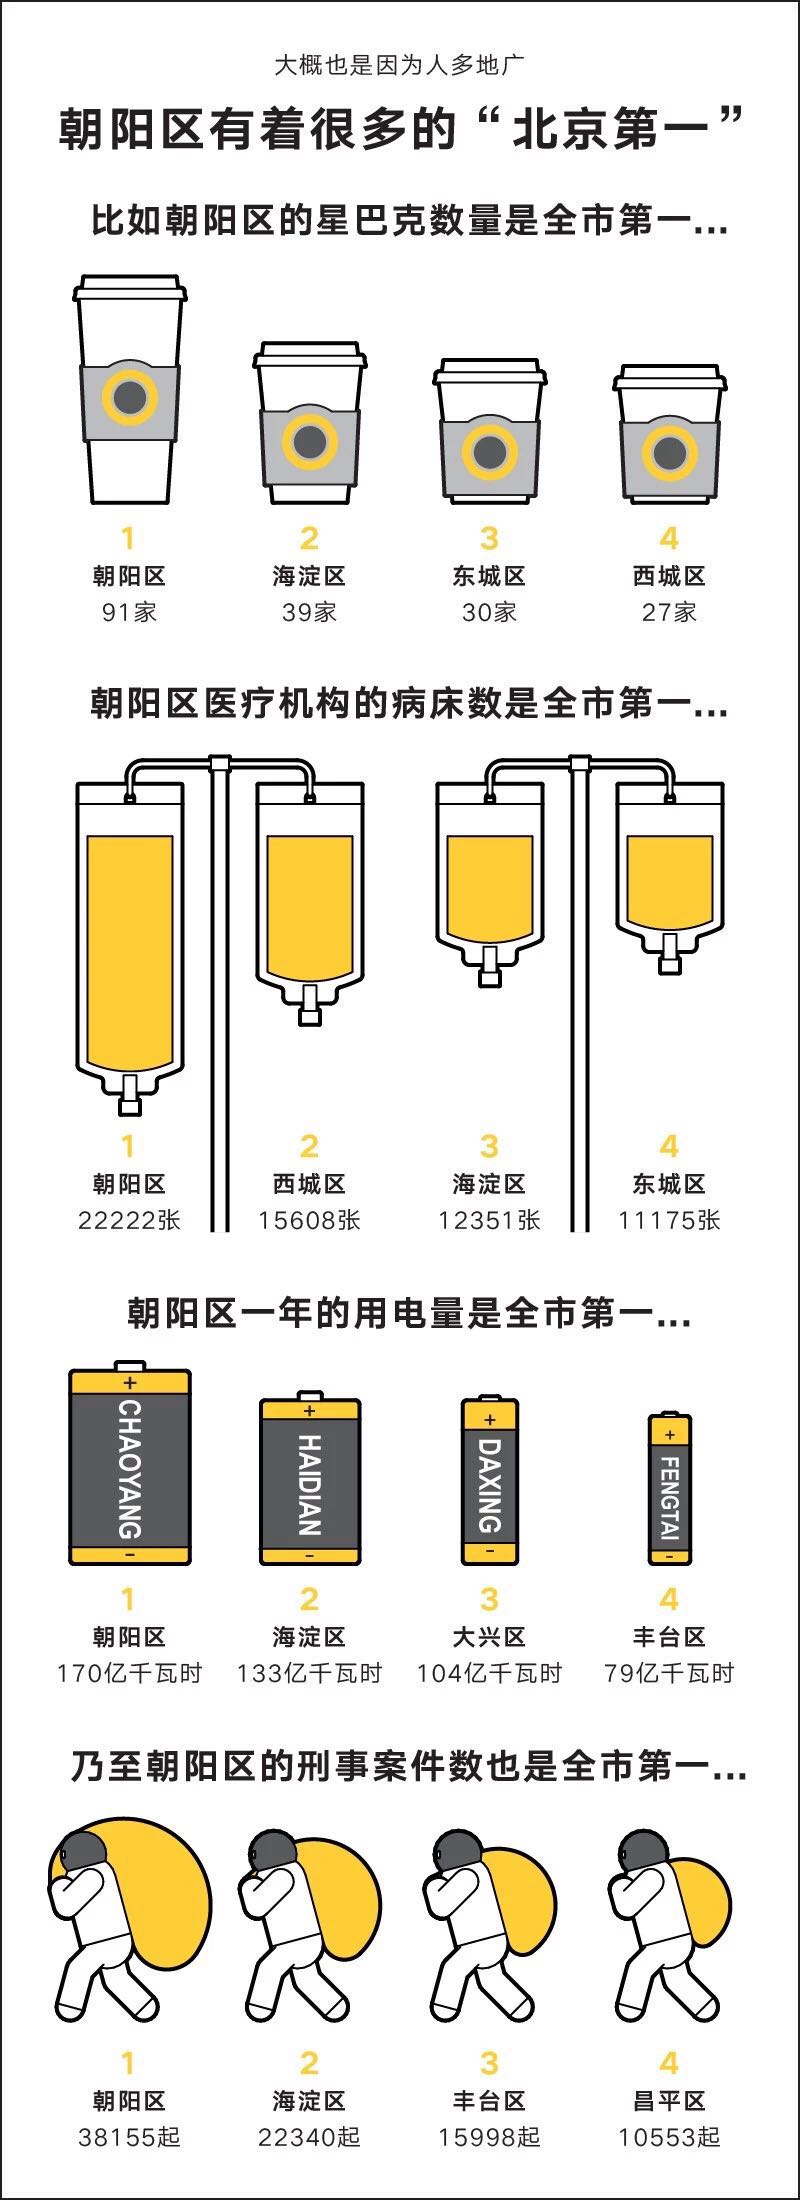 大概也是因为人多地广
朝阳区有着很多的“北京第一”
比如朝阳区的星巴克数量是全市第一...
1 2 3 4
朝阳区 海淀区 东城区 西城区
91家 39家 30家 27家
朝阳区医疗机构的病床数是全市第一...
1 2 3 4
朝阳区 西城区 海淀区 东城区
22222张 15608张 12351张 11175张
朝阳区一年的用电量是全市第一...
+ + + +
CHAOYANG HAIDIAN DAXING FENGTAI
- - - -
1 2 3 4
朝阳区 海淀区 大兴区 丰台区
170亿千瓦时 133亿千瓦时 104亿千瓦时 79亿千瓦时
乃至朝阳区的刑事案件数也是全市第一...
1 2 3 4
朝阳区 海淀区 丰台区 昌平区
38155起 22340起 15998起 10553起